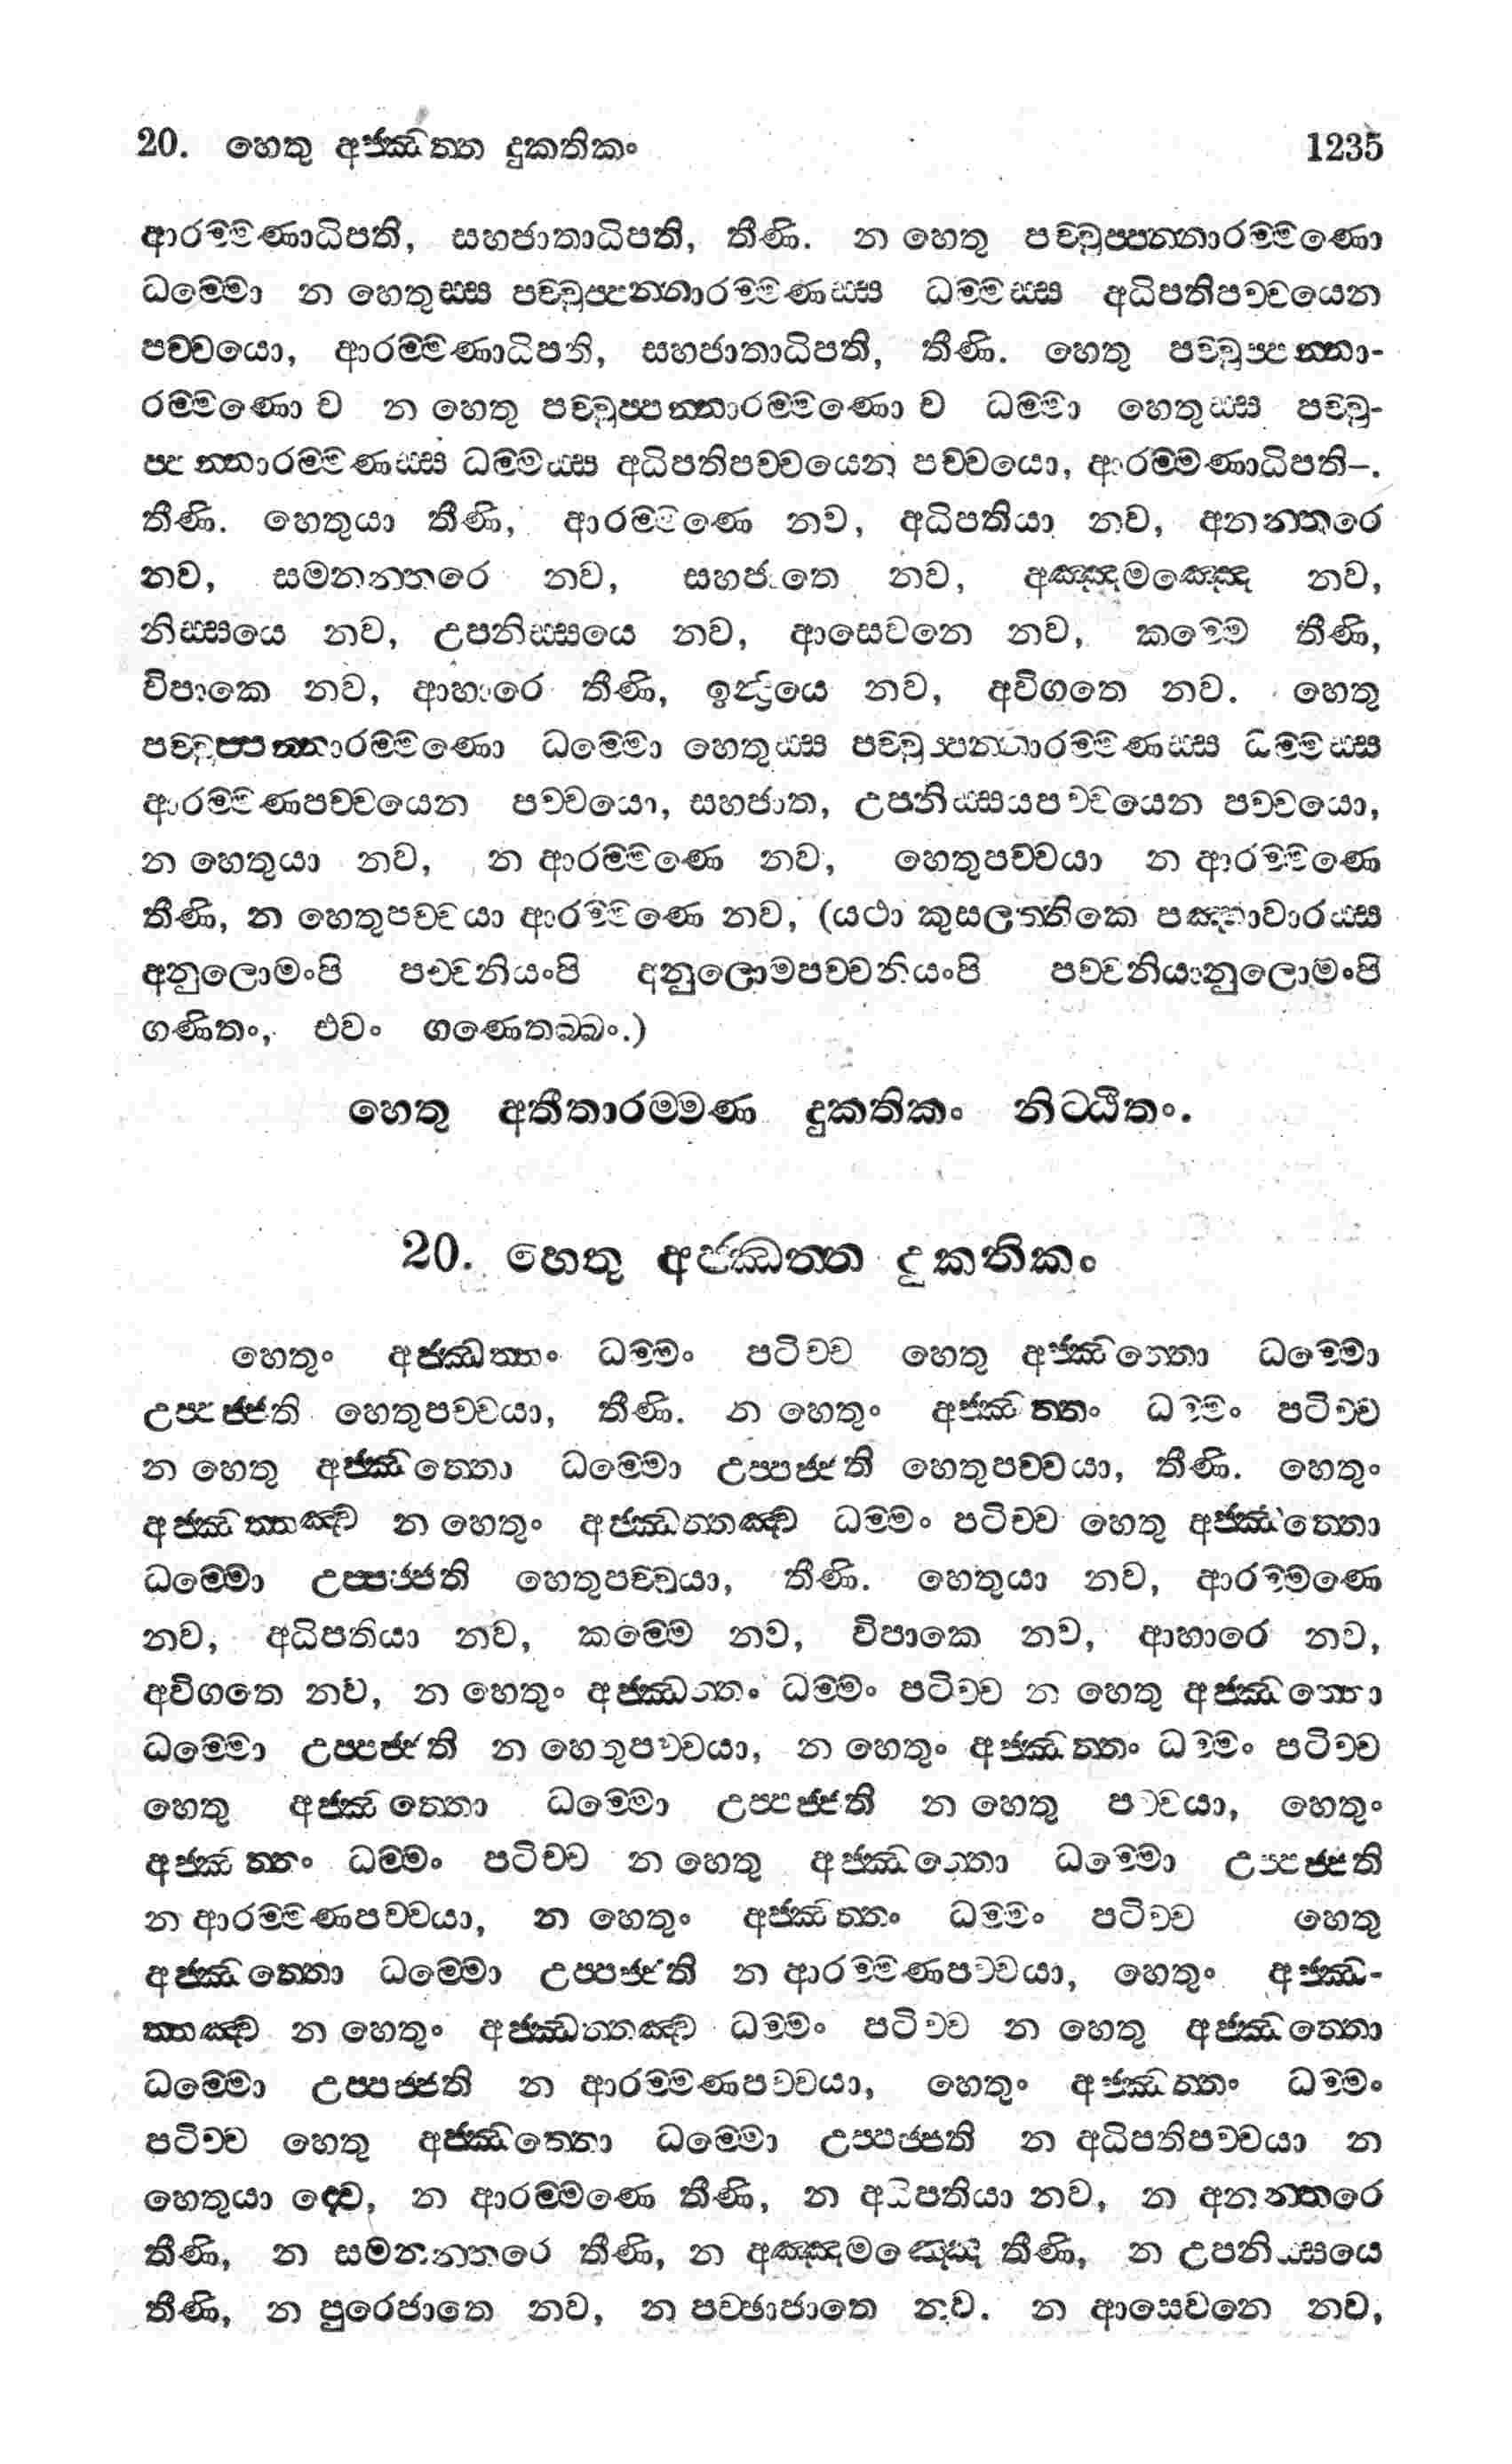 20. හෙතු අජ්ඣත්ත දුකතිකං 1235
ආරම්මණාධිපති, සහජාතාධිපති, තීණි. න හෙතු පච්චුප්පන්නාරම්මණො
ධම්මො න හෙතුස්ස පච්චුප්පන්නාරම්මණස්ස ධම්මස්ස අධිපතිපච්චයෙන
පච්චයො, ආරම්මණාධිපති, සහජාතාධිපති, තීණි. හෙතු පච්චුප්පන්නා-
රම්මණො ච න හෙතු පච්චුප්පන්නාරම්මණො ච ධම්මා හෙතුස්ස පච්චු-
ප්පන්නාරම්මණස්ස ධම්මස්ස අධිපතිපච්චයෙන පච්චයො, ආරම්මණාධිපති–.
තීණි. හෙතුයා තීණි, ආරම්මණෙ නව, අධිපතියා නව, අනන්තරෙ
නව, සමනන්තරෙ නව, සහජාතෙ නව, අඤ්ඤමඤ්ඤෙ නව,
නිස්සයෙ නව, උපනිස්සයෙ නව, ආසෙවනෙ නව, කම්මෙ තීණි,
විපාකෙ නව, ආහාරෙ තීණි, ඉන්ද්‍රියෙ නව, අවිගතෙ නව. හෙතු
පච්චුප්පන්නාරම්මණො ධම්මො හෙතුස්ස පච්චුප්පන්නාරම්මණස්ස ධම්මස්ස
ආරම්මණපච්චයෙන පච්චයො, සහජාත, උපනිස්සයපච්චයෙන පච්චයො,
න හෙතුයා නව, න ආරම්මණෙ නව, හෙතුපච්චයා න ආරම්මණෙ
තීණි, න හෙතුපච්චයා ආරම්මණෙ නව, (යථා කුසලත්තිකෙ පඤ්හාවාරස්ස
අනුලොමංපි පච්චනියංපි අනුලොමපච්චනියංපි පච්චනියානුලොමංපි
ගණිතං, එවං ගණෙතබ්බං.)
හෙතු අතීතාරම්මණ දුකතිකං නිට්ඨිතං.
20. හෙතු අජ්ඣත්ත දුකතිකං
හෙතුං අජ්ඣත්තං ධම්මං පටිච්ච හෙතු අජ්ඣත්තො ධම්මො
උප්පජ්ජති හෙතුපච්චයා, තීණි. න හෙතුං අජ්ඣත්තං ධම්මං පටිච්ච
න හෙතු අජ්ඣත්තො ධම්මො උප්පජ්ජති හෙතුපච්චයා, තීණි. හෙතුං
අජ්ඣත්තඤ්ච න හෙතුං අජ්ඣත්තඤ්ච ධම්මං පටිච්ච හෙතු අජ්ඣත්තො
ධම්මො උප්පජ්ජති හෙතුපච්චයා, තීණි. හෙතුයා නව, ආරම්මණෙ
නව, අධිපතියා නව, කම්මෙ නව, විපාකෙ නව, ආහාරෙ නව,
අවිගතෙ නව, න හෙතුං අජ්ඣත්තං ධම්මං පටිච්ච න හෙතු අජ්ඣත්තො
ධම්මො උප්පජ්ජති න හෙතුපච්චයා, න හෙතුං අජ්ඣත්තං ධම්මං පටිච්ච
හෙතු අජ්ඣත්තො ධම්මො උප්පජ්ජති න හෙතු පච්චයා, හෙතුං
අජ්ඣත්තං ධම්මං පටිච්ච න හෙතු අජ්ඣත්තො ධම්මො උප්පජ්ජති
න ආරම්මණපච්චයා, න හෙතුං අජ්ඣත්තං ධම්මං පටිච්ච හෙතු
අජ්ඣත්තො ධම්මො උප්පජ්ජති න ආරම්මණපච්චයා, හෙතුං අජ්ඣ-
ත්තඤ්ච න හෙතුං අජ්ඣත්තඤ්ච ධම්මං පටිච්ච න හෙතු අජ්ඣත්තො
ධම්මො උප්පජ්ජති න ආරම්මණපච්චයා, හෙතුං අජ්ඣත්තං ධම්මං
පටිච්ච හෙතු අජ්ඣත්තො ධම්මො උප්පජ්ජති න අධිපතිපච්චයා න
හෙතුයා ද්වෙ, න ආරම්මණෙ තීණි, න අධිපතියා නව, න අනන්තරෙ
තීණි, න සමනන්තරෙ තීණි, න අඤ්ඤමඤ්ඤෙ තීණි, න උපනිස්සයෙ
තීණි, න පුරෙජාතෙ නව, න පච්ඡාජාතෙ නව. න ආසෙවනෙ නව,